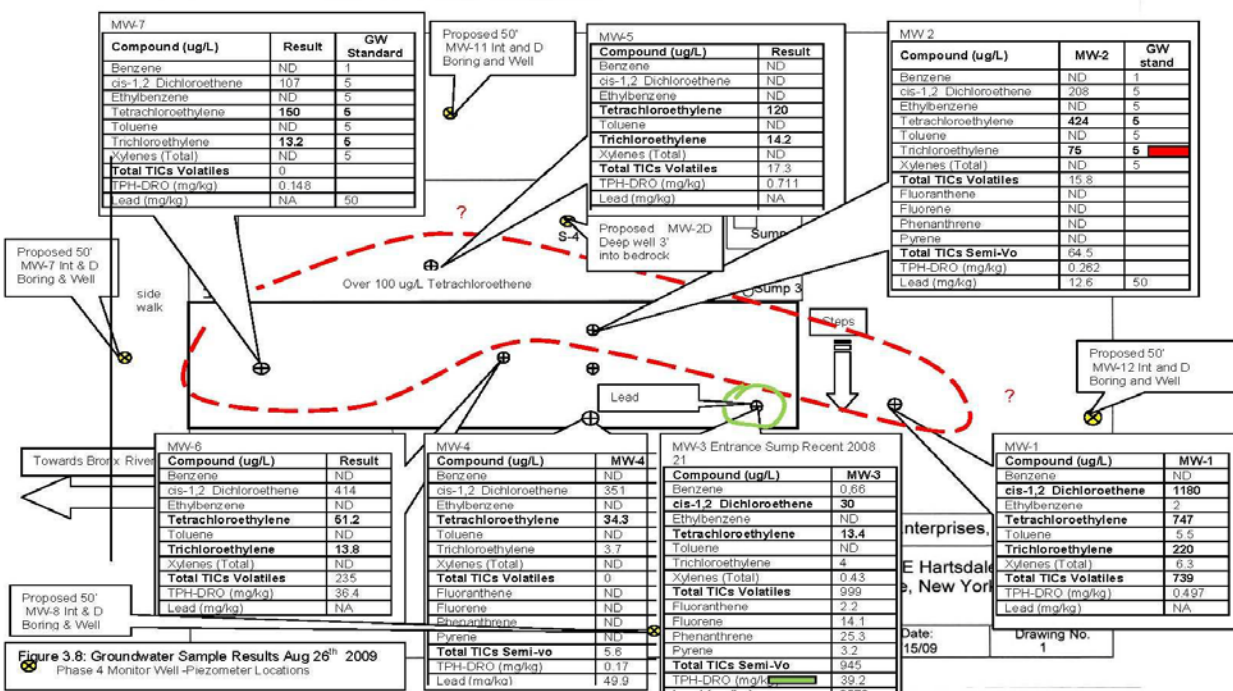 MW-7
Compound (ug/L) Result GW Standard
Benzene ND 1
cis-1,2 Dichloroethene 107 5
Ethylbenzene ND 5
Tetrachloroethylene 160 5
Toluene ND 5
Trichloroethylene 13.2 5
Xylenes (Total) ND 5
Total TICs Volatiles 0
TPH-DRO (mg/kg) 0.148
Lead (mg/kg) NA 50
Proposed 50'
MW-11 Int and D
Boring and Well
MW-5
Compound (ug/L) Result
Benzene ND
cis-1,2 Dichloroethene ND
Ethylbenzene ND
Tetrachloroethylene 120
Toluene ND
Trichloroethylene 14.2
Xylenes (Total) ND
Total TICs Volatiles 17.3
TPH-DRO (mg/kg) 0.711
Lead (mg/kg) NA
MW 2
Compound (ug/L) MW-2 GW stand
Benzene ND 1
cis-1,2 Dichloroethene 208 5
Ethylbenzene ND 5
Tetrachloroethylene 424 5
Toluene ND 5
Trichloroethylene 75 5
Xylenes (Total) ND 5
Total TICs Volatiles 15.8
Fluoranthene ND
Fluorene ND
Phenanthrene ND
Pyrene ND
Total TICs Semi-Vo 64.5
TPH-DRO (mg/kg) 0.262
Lead (mg/kg) 12.6 50
?
S-4
Proposed MW-2D
Deep well 3'
into bedrock
Sump
Sump 3
Proposed 50'
MW-7 Int & D
Boring & Well
side
walk
Over 100 ug/L Tetrachloroethene
Steps
Lead
?
Proposed 50'
MW-12 Int and D
Boring and Well
Towards Bronx River
MW-6
Compound (ug/L) Result
Benzene ND
cis-1,2 Dichloroethene 414
Ethylbenzene ND
Tetrachloroethylene 51.2
Toluene ND
Trichloroethylene 13.8
Xylenes (Total) ND
Total TICs Volatiles 235
TPH-DRO (mg/kg) 36.4
Lead (mg/kg) NA
MW-4
Compound (ug/L) MW-4
Benzene ND
cis-1,2 Dichloroethene 351
Ethylbenzene ND
Tetrachloroethylene 34.3
Toluene ND
Trichloroethylene 3.7
Xylenes (Total) ND
Total TICs Volatiles 0
Fluoranthene ND
Fluorene ND
Phenanthrene ND
Pyrene ND
Total TICs Semi-vo 5.6
TPH-DRO (mg/kg) 0.17
Lead (mg/kg) 49.9
MW-3 Entrance Sump Recent 2008
21
Compound (ug/L) MW-3
Benzene 0.66
cis-1,2 Dichloroethene 30
Ethylbenzene ND
Tetrachloroethylene 13.4
Toluene ND
Trichloroethylene 4
Xylenes (Total) 0.43
Total TICs Volatiles 999
Fluoranthene 2.2
Fluorene 14.1
Phenanthrene 25.3
Pyrene 3.2
Total TICs Semi-Vo 945
TPH-DRO (mg/kg) 39.2
MW-1
Compound (ug/L) MW-1
Benzene ND
cis-1,2 Dichloroethene 1180
Ethylbenzene 2
Tetrachloroethylene 747
Toluene 5.5
Trichloroethylene 220
Xylenes (Total) 6.3
Total TICs Volatiles 739
TPH-DRO (mg/kg) 0.497
Lead (mg/kg) NA
nterprises,
E Hartsdale
e, New York
Date:
15/09
Drawing No.
1
Proposed 50'
MW-8 Int & D
Boring & Well
Figure 3.8: Groundwater Sample Results Aug 26th 2009
Phase 4 Monitor Well -Piezometer Locations